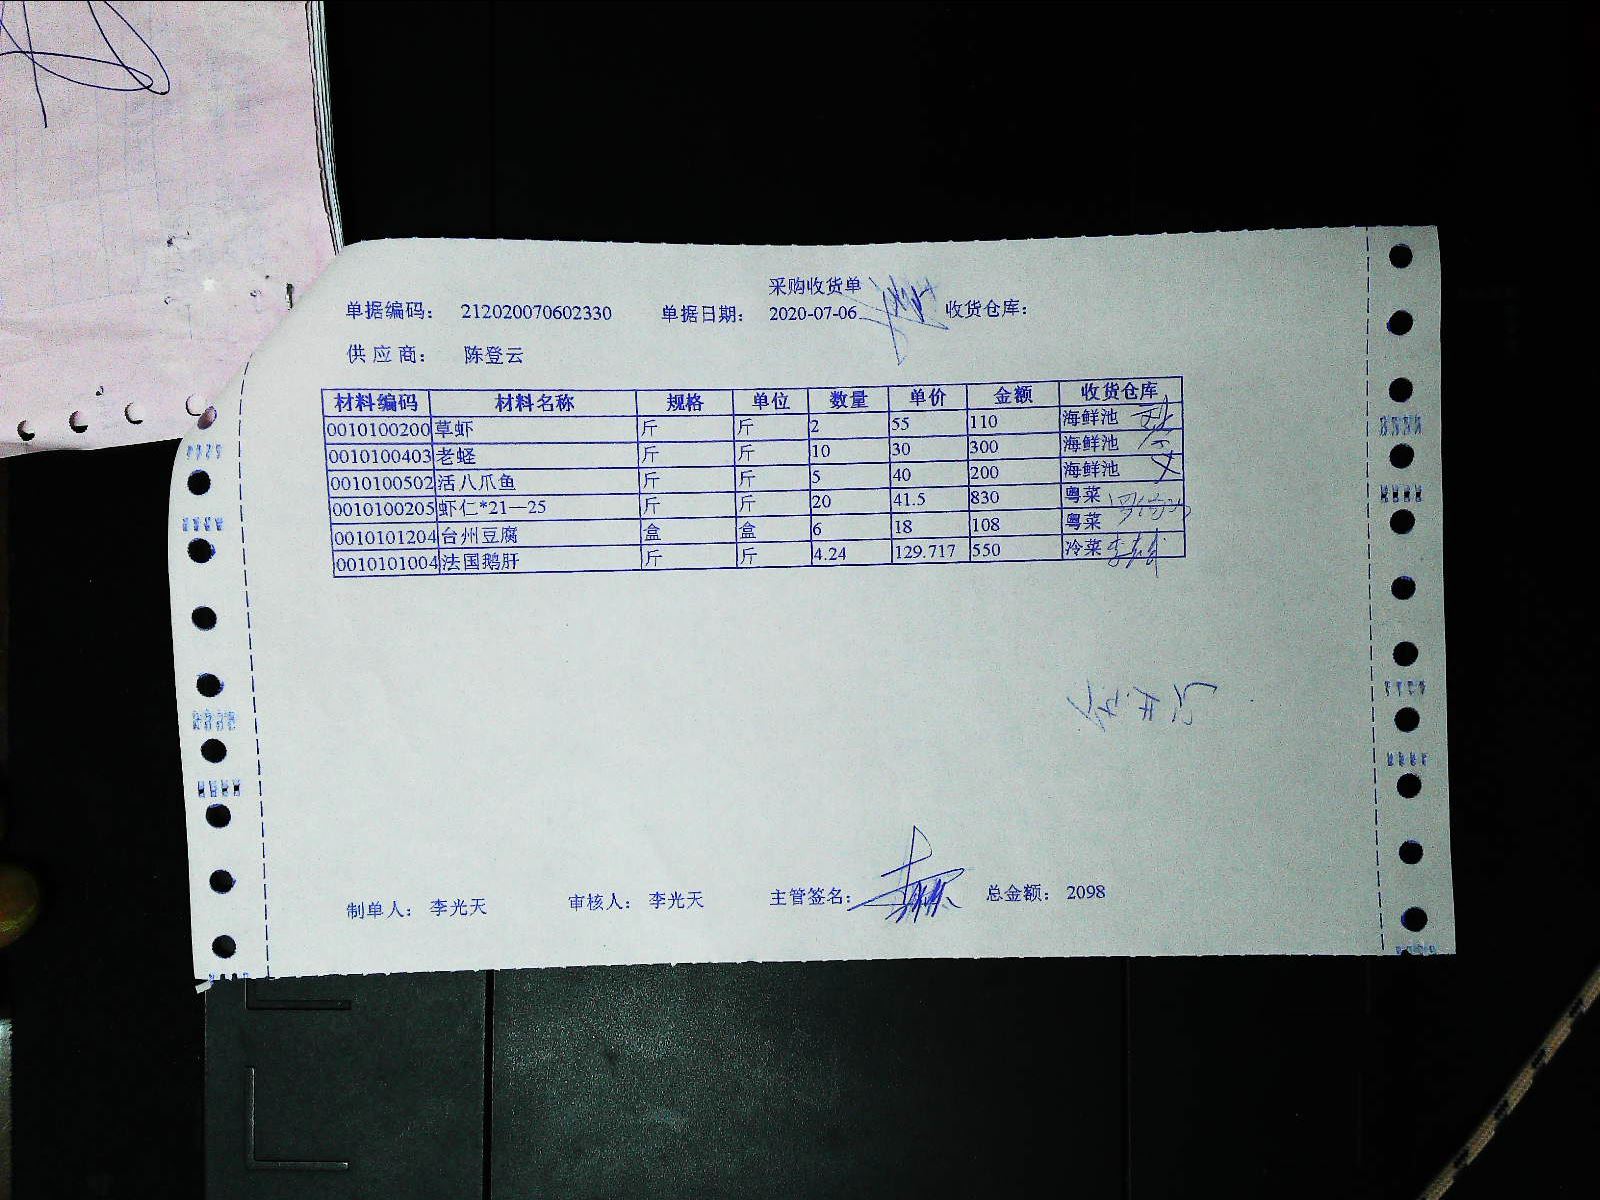 采购收货单
单据编码: 212020070602330 单据日期: 2020-07-06 收货仓库:
供应商: 陈登云
材料编码 材料名称 规格 单位 数量 单价 金额 收货仓库
0010100200 草虾 斤 斤 2 55 110 海鲜池
0010100403 老蛏 斤 斤 10 30 300 海鲜池
0010100502 活八爪鱼 斤 斤 5 40 200 海鲜池
0010100205 虾仁*21—25 斤 斤 20 41.5 830 粤菜
0010101204 台州豆腐 盒 盒 6 18 108 粤菜
0010101004 法国鹅肝 斤 斤 4.24 129.717 550 冷菜
制单人: 李光天 审核人: 李光天 主管签名: 总金额: 2098